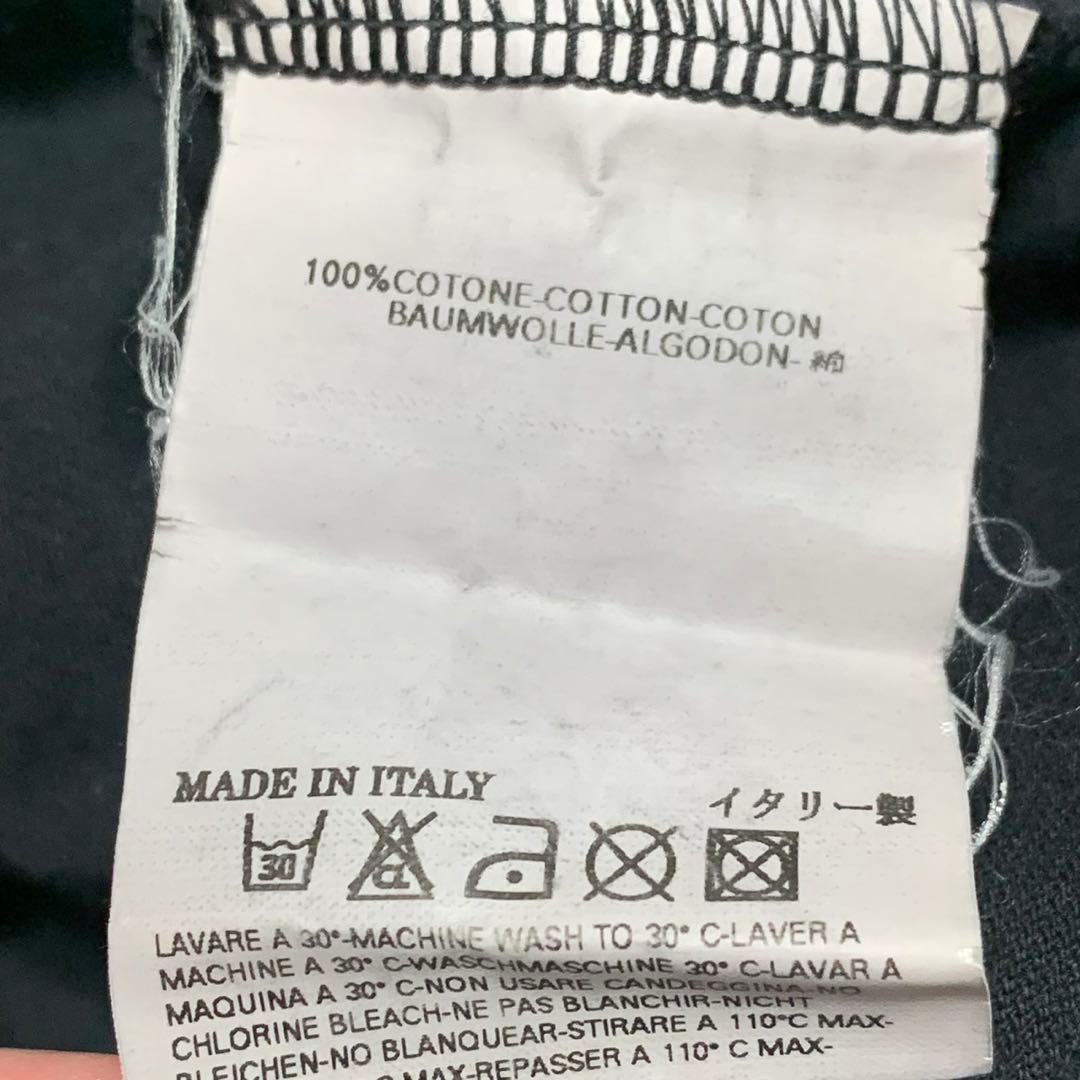 100%COTONE-COTTON-COTON
BAUMWOLLE-ALGODON-綿
MADE IN ITALY
イタリー製
30
CL
LAVARE A 30°-MACHINE WASH TO 30° C-LAVER A
MACHINE A 30° C-WASCHMASCHINE 30° C-LAVAR A
MAQUINA A 30° C-NON USARE CANDEGGINA-NO
CHLORINE BLEACH-NE PAS BLANCHIR-NICHT
BLEICHEN-NO BLANQUEAR-STIRARE A 110°C MAX-
MAX-REPASSER A 110° C MAX-